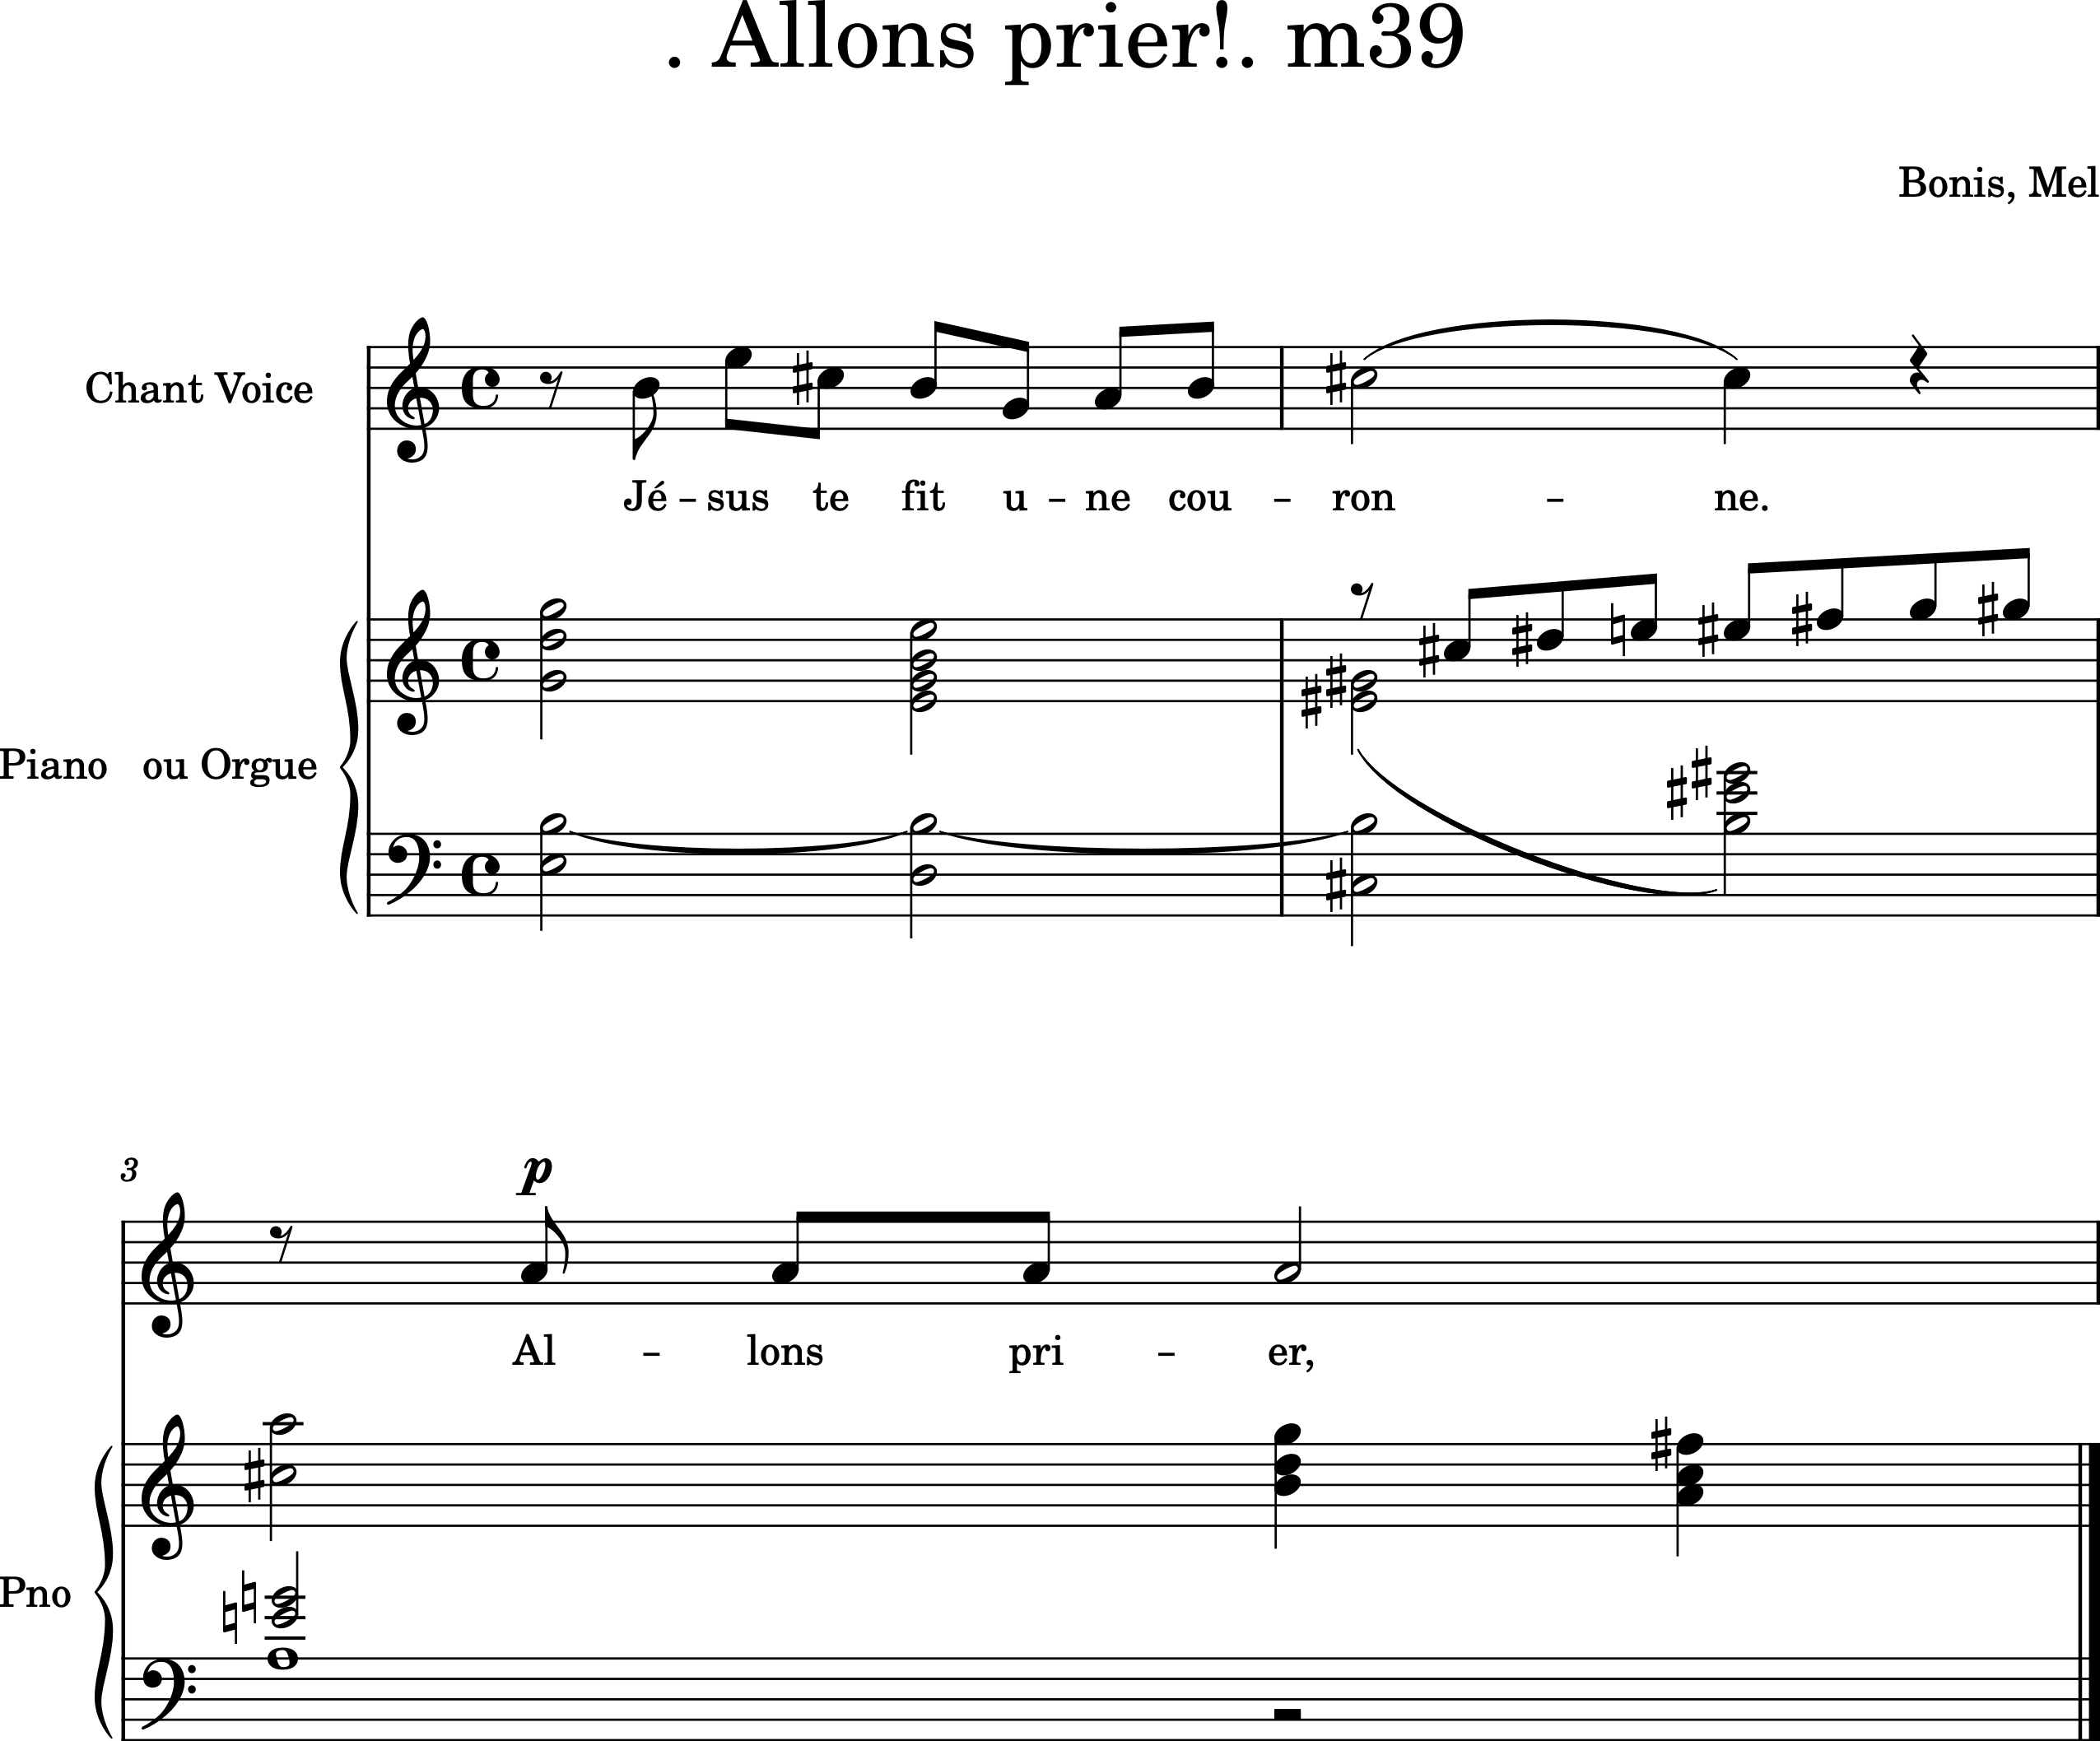 . Allons prier!. m39
Bonis, Mel
Chant Voice
Jé – sus te fit u – ne cou – ron – ne.
Piano ou Orgue
3
p
Al – lons pri – er,
Pno